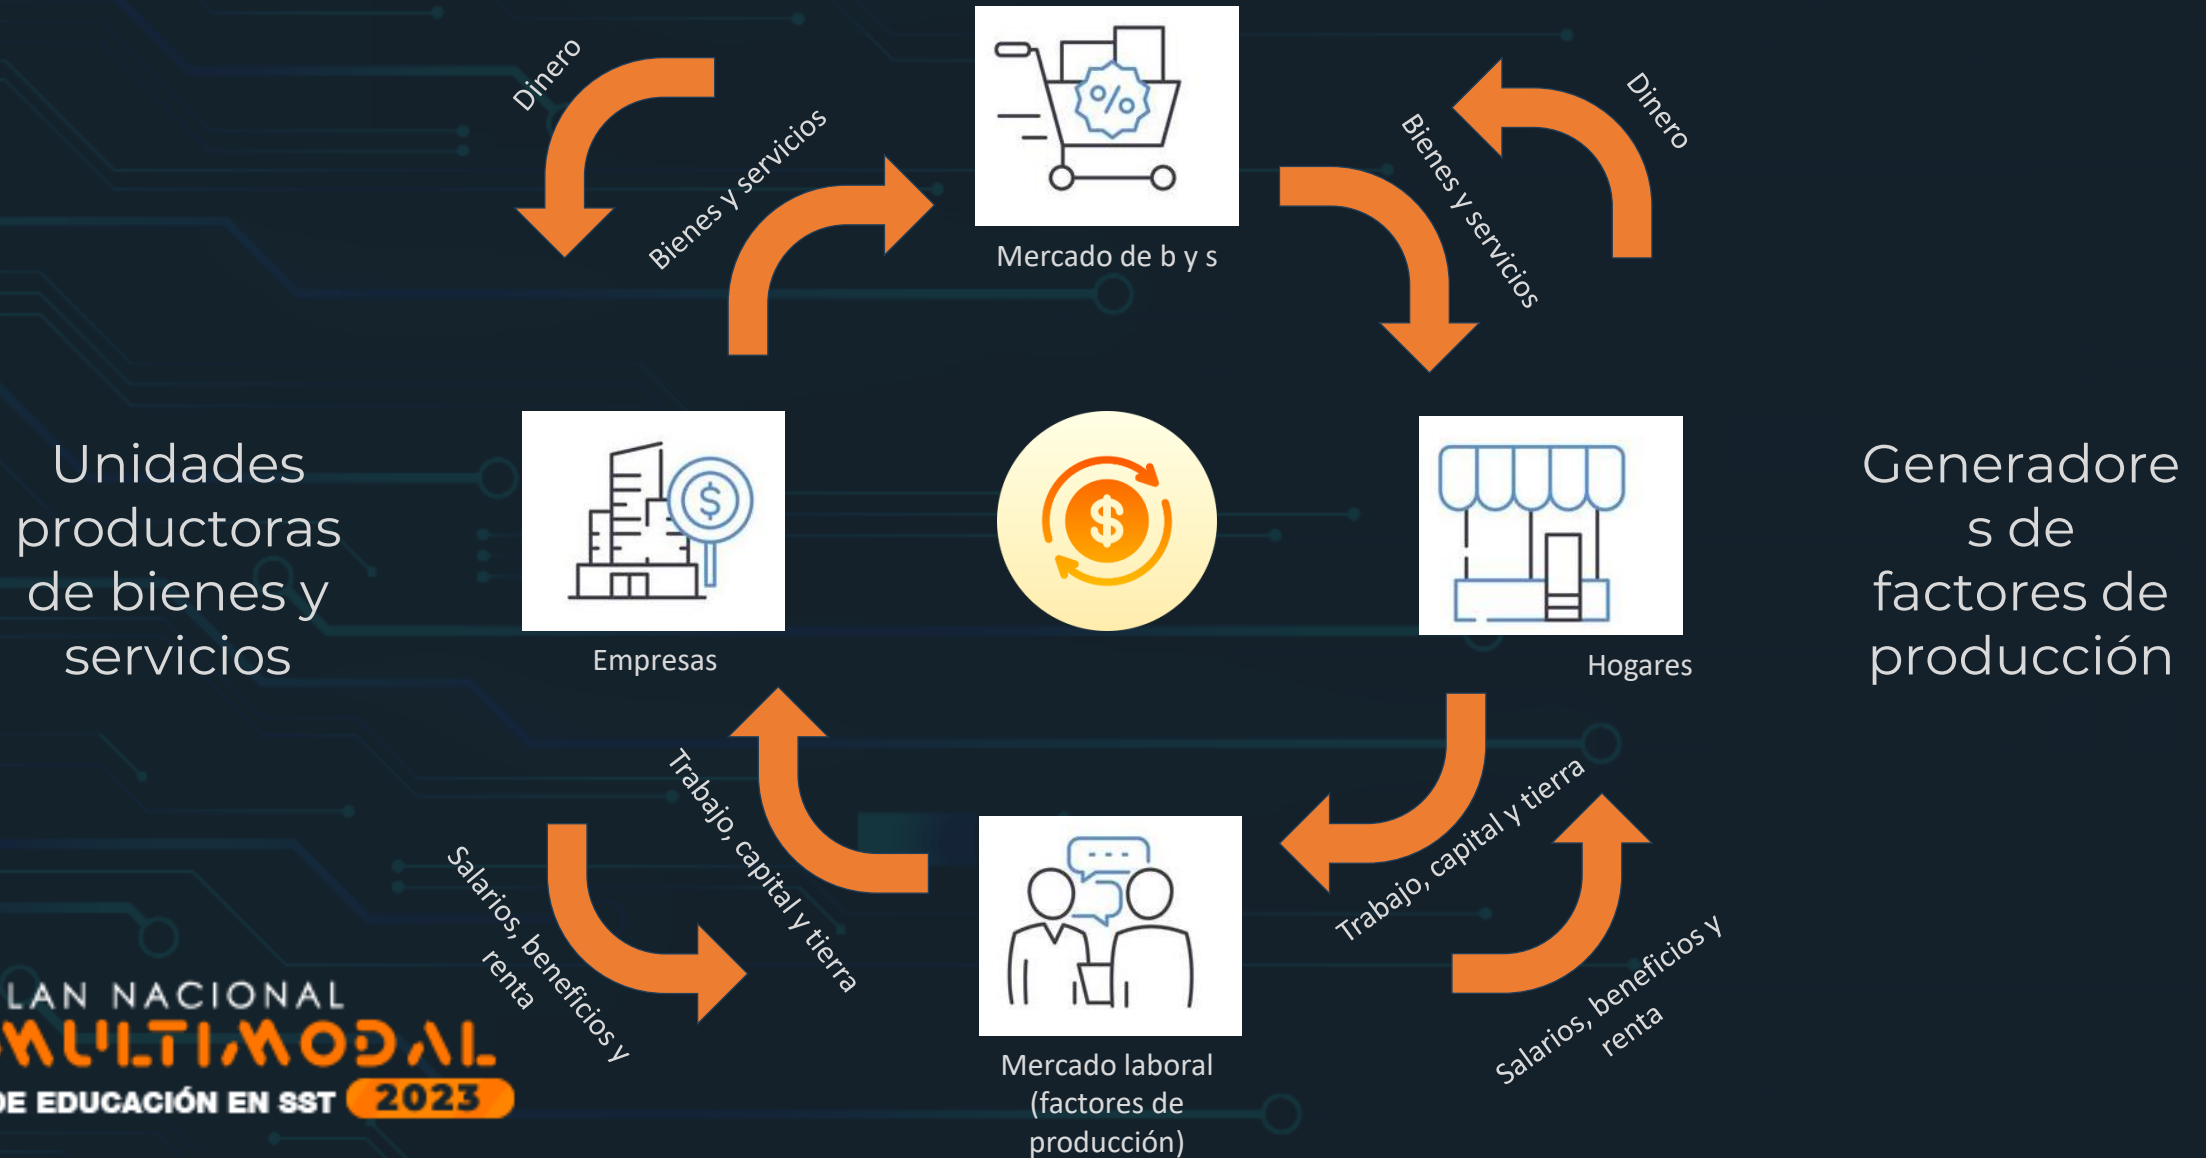 Dinero
Bienes y servicios
Dinero
Bienes y servicios
%
Mercado de b y s
Unidades
productoras
de bienes y
servicios
$
Empresas
$
Hogares
Generadore
s de
factores de
producción
Trabajo, capital y tierra
Salarios, beneficios y
renta
Trabajo, capital y tierra
Salarios, beneficios y
renta
Mercado laboral
(factores de
producción)
LAN NACIONAL
MULTIMODAL
DE EDUCACIÓN EN SST 2023